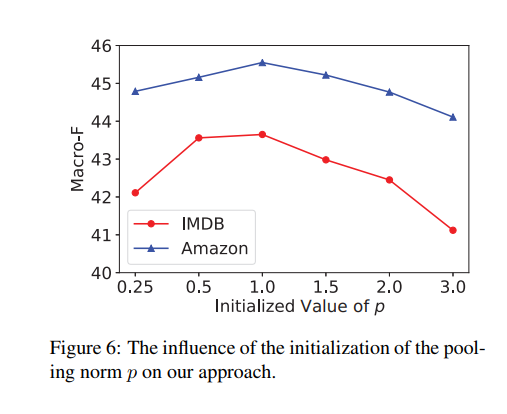 46
45
44
43
42
41
40
Macro-F
IMDB
Amazon
0.25 0.5 1.0 1.5 2.0 3.0
Initialized Value of p
Figure 6: The influence of the initialization of the pool-
ing norm p on our approach.